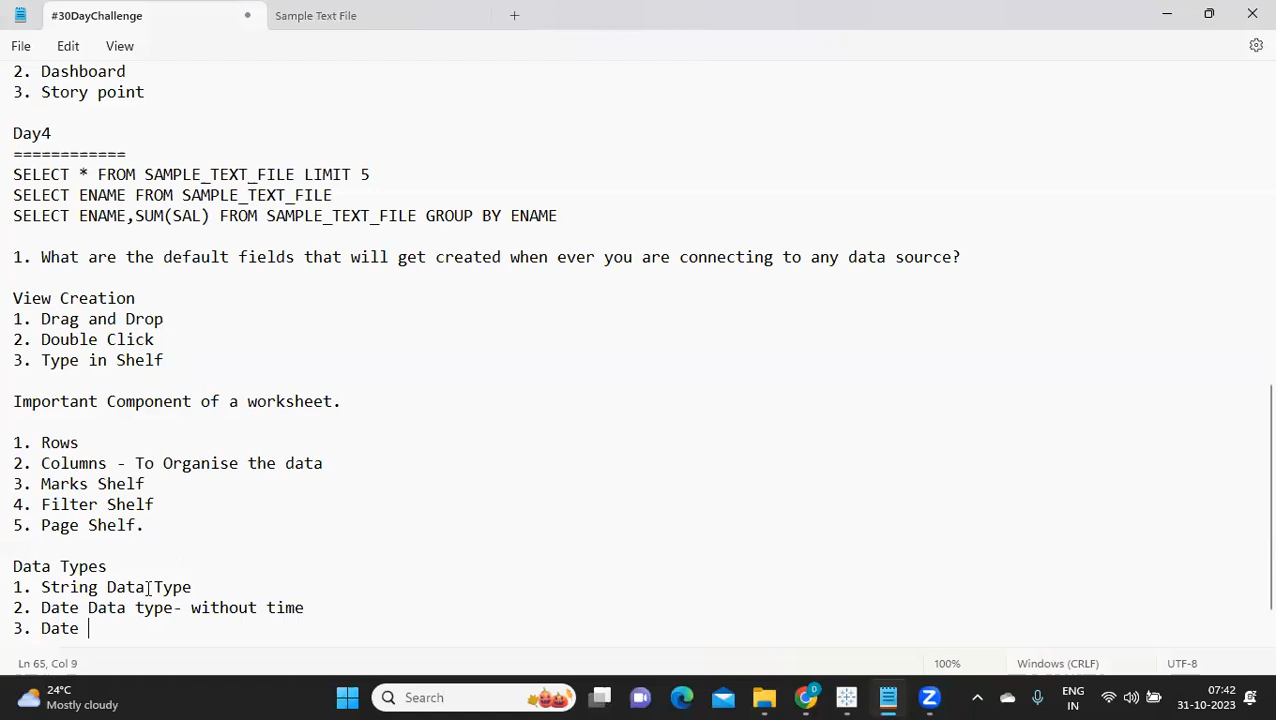 #30DayChallenge
Sample Text File
File Edit View
2. Dashboard
3. Story point
Day4
============
SELECT * FROM SAMPLE_TEXT_FILE LIMIT 5
SELECT ENAME FROM SAMPLE_TEXT_FILE
SELECT ENAME,SUM(SAL) FROM SAMPLE_TEXT_FILE GROUP BY ENAME
1. What are the default fields that will get created when ever you are connecting to any data source?
View Creation
1. Drag and Drop
2. Double Click
3. Type in Shelf
Important Component of a worksheet.
1. Rows
2. Columns - To Organise the data
3. Marks Shelf
4. Filter Shelf
5. Page Shelf.
Data Types
1. String Data Type
2. Date Data type- without time
3. Date
Ln 65, Col 9
100%
Windows (CRLF)
UTF-8
24°C
Mostly cloudy
Search
ENG
IN
07:42
31-10-2023